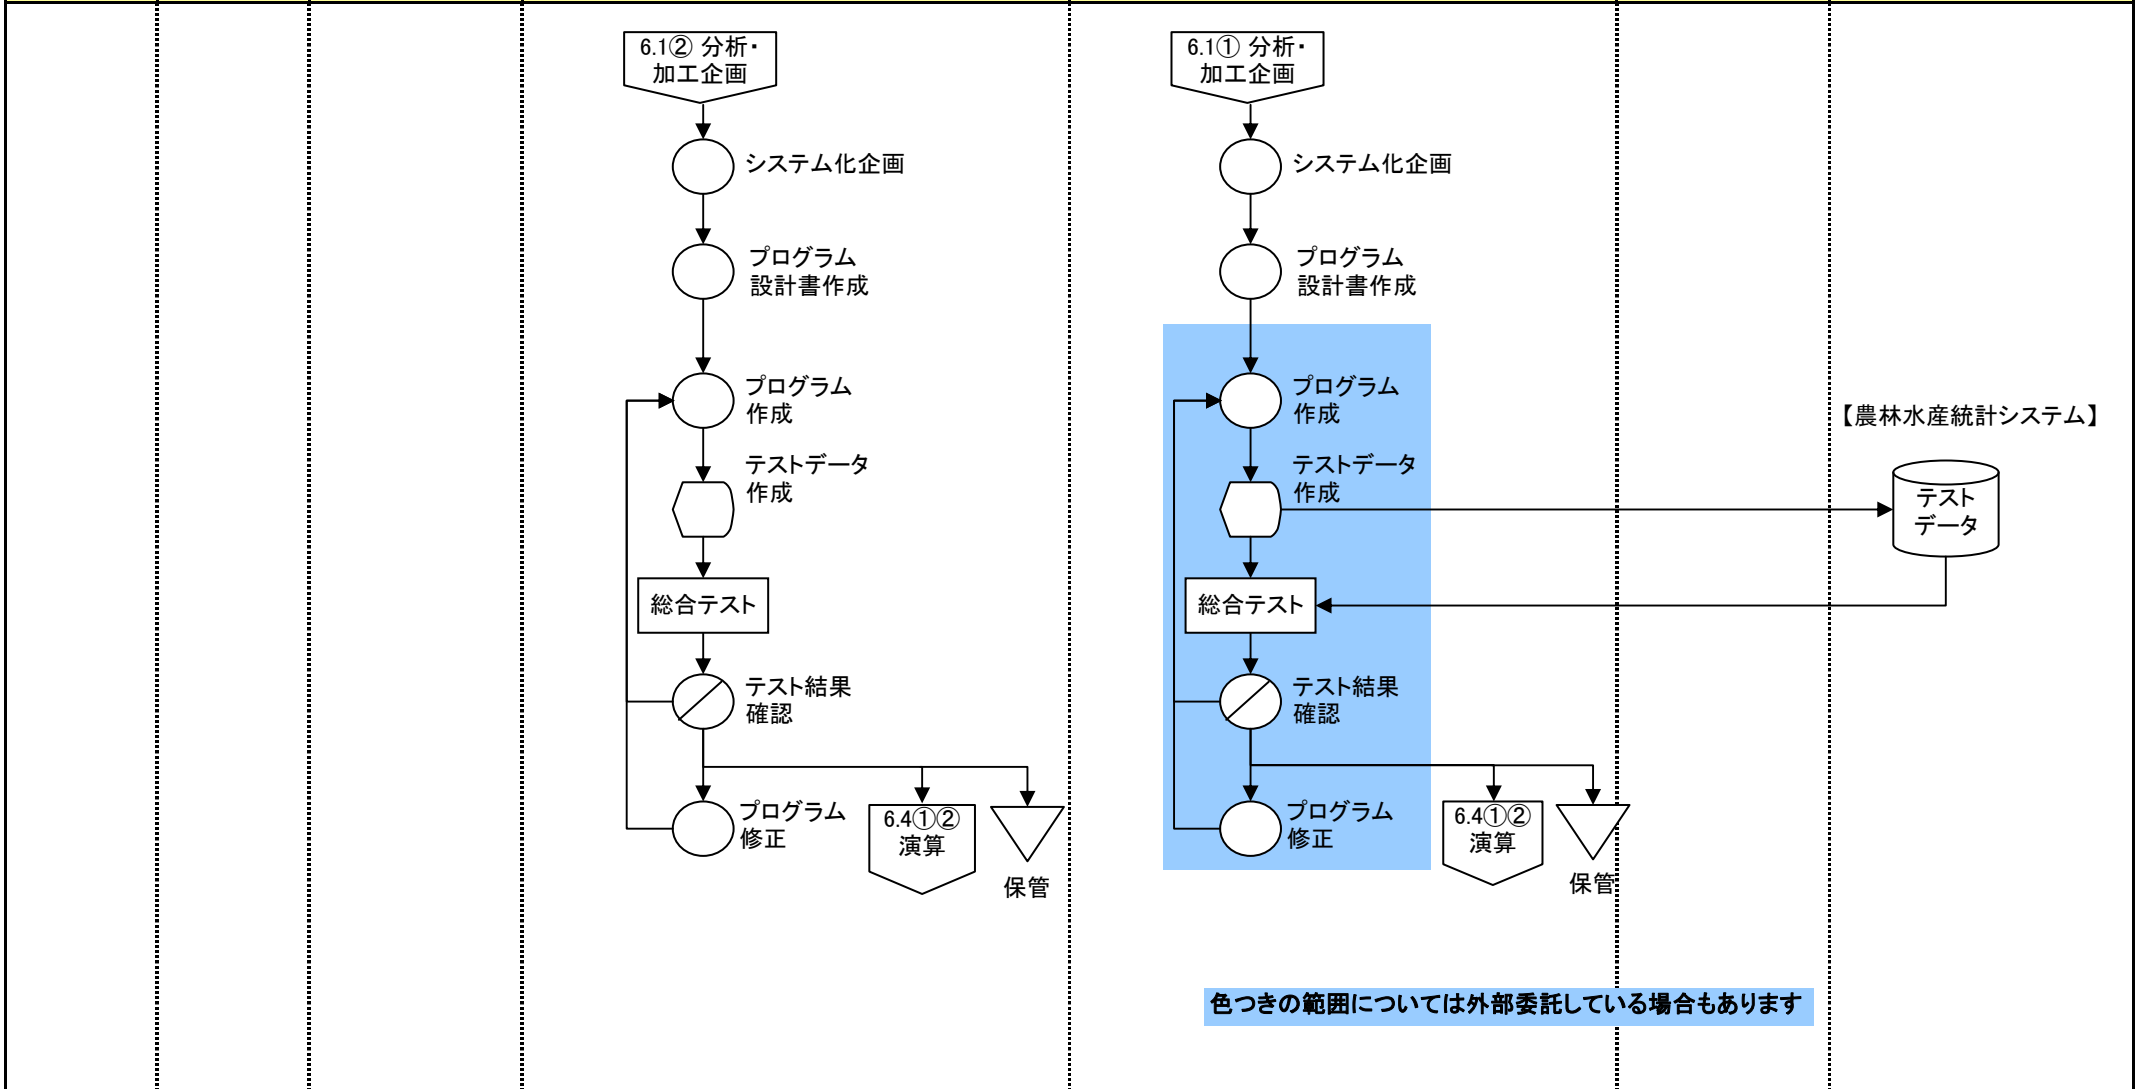 6.1② 分析・
加工企画
システム化企画
プログラム
設計書作成
プログラム
作成
テストデータ
作成
総合テスト
テスト結果
確認
プログラム
修正
6.4①②
演算
保管
6.1① 分析・
加工企画
システム化企画
プログラム
設計書作成
プログラム
作成
テストデータ
作成
総合テスト
テスト結果
確認
プログラム
修正
6.4①②
演算
保管
【農林水産統計システム】
テスト
データ
色つきの範囲については外部委託している場合もあります